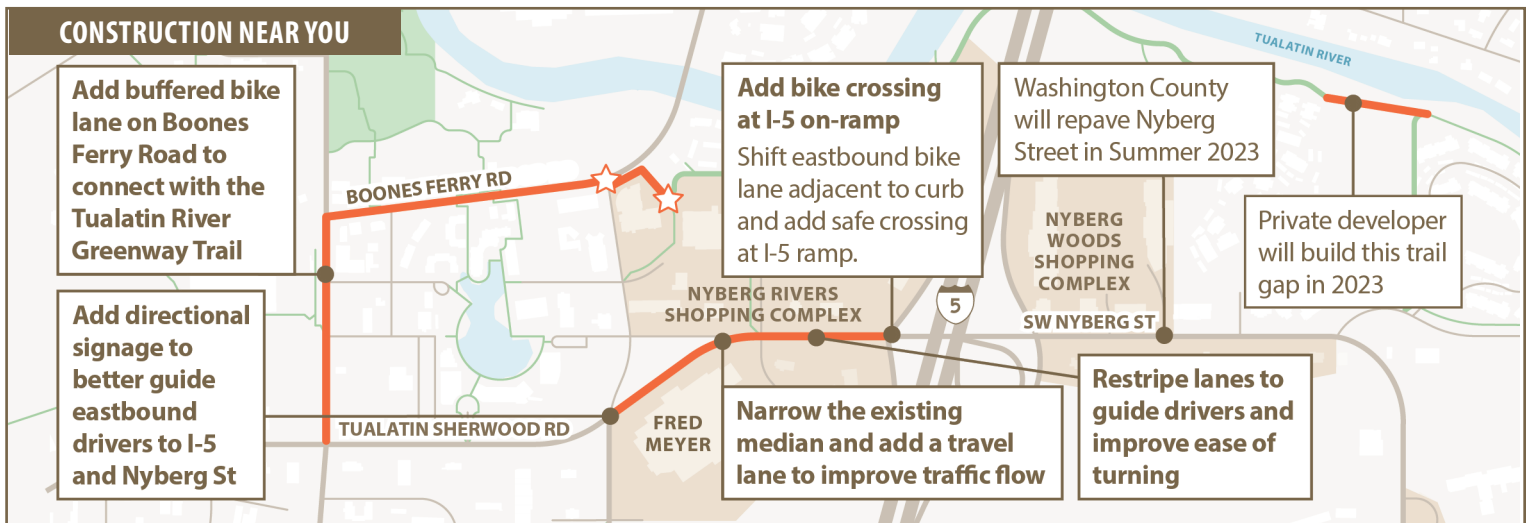 CONSTRUCTION NEAR YOU
Add buffered bike
lane on Boones
Ferry Road to
connect with the
Tualatin River
Greenway Trail
Add directional
signage to
better guide
eastbound
drivers to I-5
and Nyberg St
BOONES FERRY RD
TUALATIN SHERWOOD RD
Add bike crossing
at I-5 on-ramp
Shift eastbound bike
lane adjacent to curb
and add safe crossing
at I-5 ramp.
NYBERG RIVERS
SHOPPING COMPLEX
FRED
MEYER
Narrow the existing
median and add a travel
lane to improve traffic flow
5
Washington County
will repave Nyberg
Street in Summer 2023
NYBERG
WOODS
SHOPPING
COMPLEX
SW NYBERG ST
Restripe lanes to
guide drivers and
improve ease of
turning
TUALATIN RIVER
Private developer
will build this trail
gap in 2023